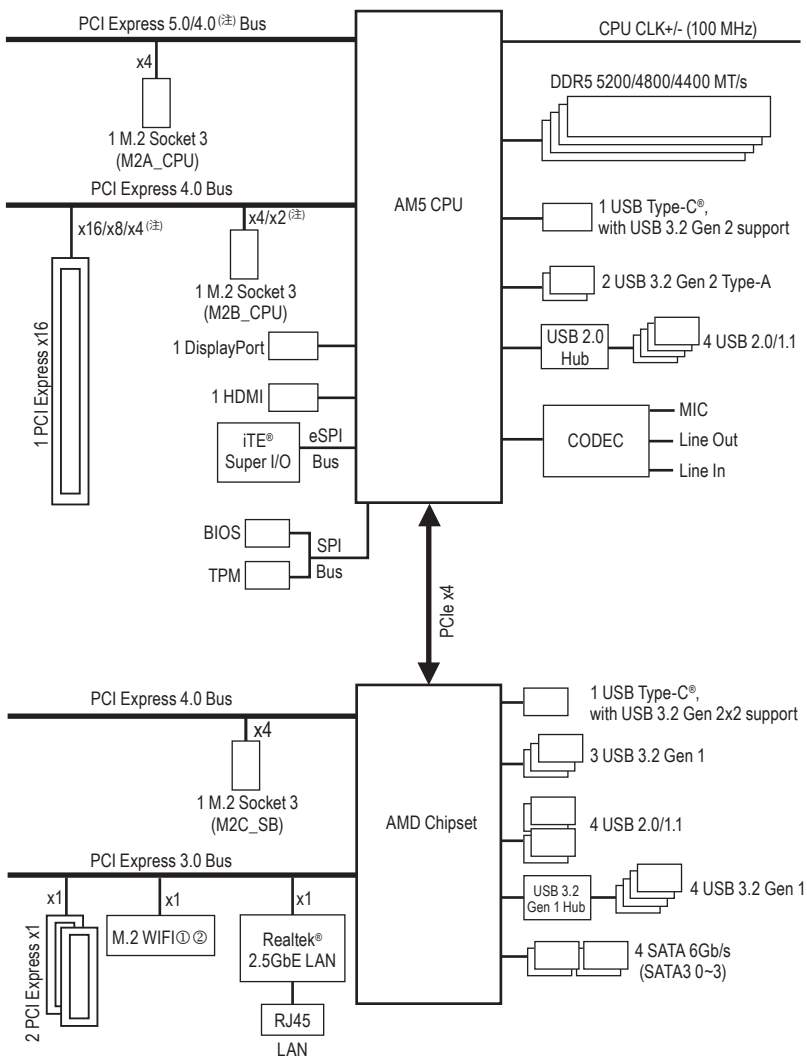 PCI Express 5.0/4.0 (注) Bus
x4
1 M.2 Socket 3
(M2A_CPU)
PCI Express 4.0 Bus
x16/x8/x4 (注)
1 PCI Express x16
x4/x2 (注)
1 M.2 Socket 3
(M2B_CPU)
1 DisplayPort
1 HDMI
iTE®
Super I/O
eSPI
Bus
BIOS
TPM
SPI
Bus
AM5 CPU
CPU CLK+/- (100 MHz)
DDR5 5200/4800/4400 MT/s
1 USB Type-C®,
with USB 3.2 Gen 2 support
2 USB 3.2 Gen 2 Type-A
USB 2.0
Hub
4 USB 2.0/1.1
CODEC
MIC
Line Out
Line In
PCIe x4
PCI Express 4.0 Bus
x4
1 M.2 Socket 3
(M2C_SB)
PCI Express 3.0 Bus
x1
2 PCI Express x1
x1
M.2 WIFI①②
x1
Realtek®
2.5GbE LAN
RJ45
LAN
AMD Chipset
1 USB Type-C®,
with USB 3.2 Gen 2x2 support
3 USB 3.2 Gen 1
4 USB 2.0/1.1
USB 3.2
Gen 1 Hub
4 USB 3.2 Gen 1
4 SATA 6Gb/s
(SATA3 0~3)